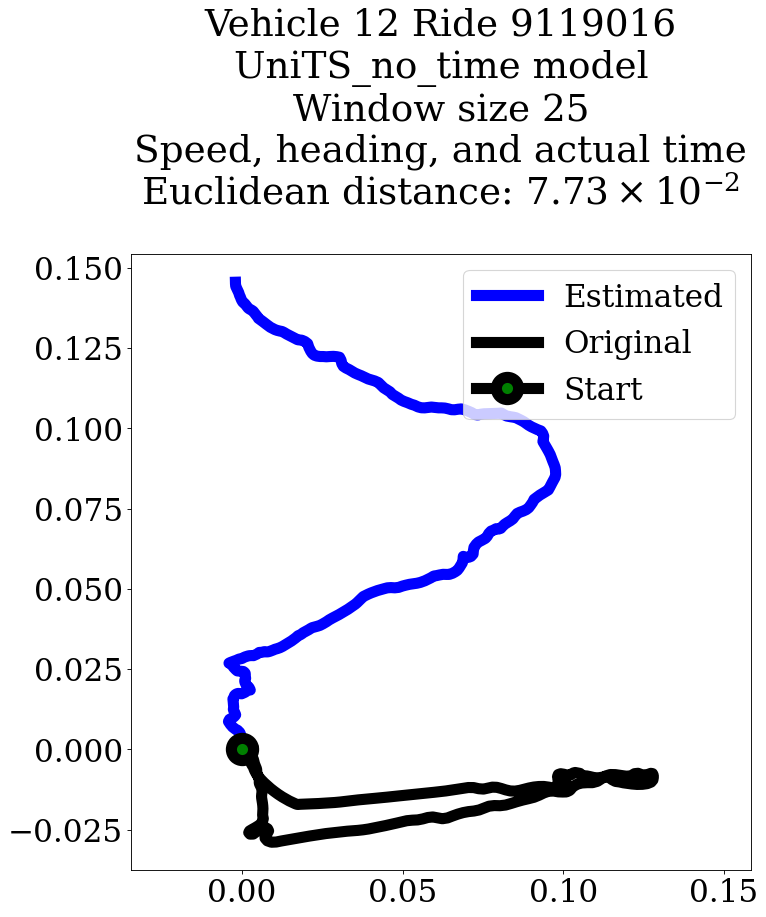 Vehicle 12 Ride 9119016
UniTS_no_time model
Window size 25
Speed, heading, and actual time
Euclidean distance: 7.73 × 10⁻²
Estimated
Original
Start
0.150
0.125
0.100
0.075
0.050
0.025
0.000
−0.025
0.00 0.05 0.10 0.15